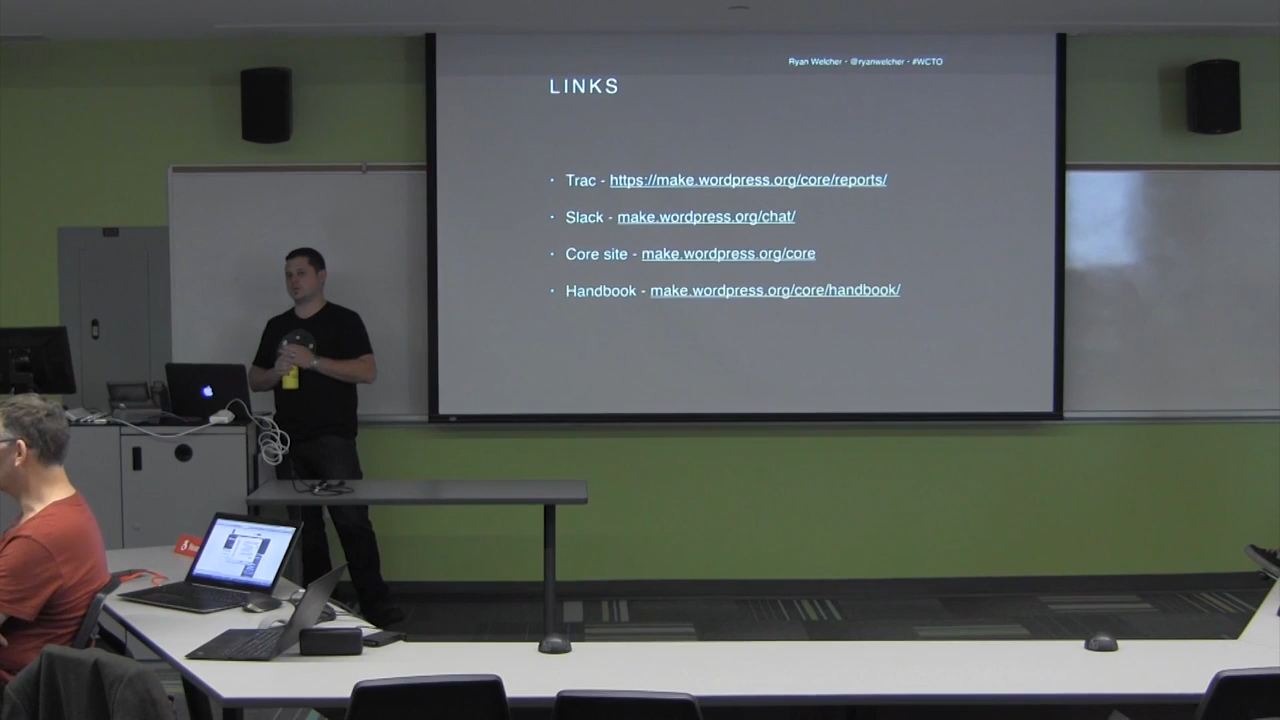 Ryan Welcher - @ryanwelcher - #WCTO
LINKS
· Trac - https://make.wordpress.org/core/reports/
· Slack - make.wordpress.org/chat/
· Core site - make.wordpress.org/core
· Handbook - make.wordpress.org/core/handbook/